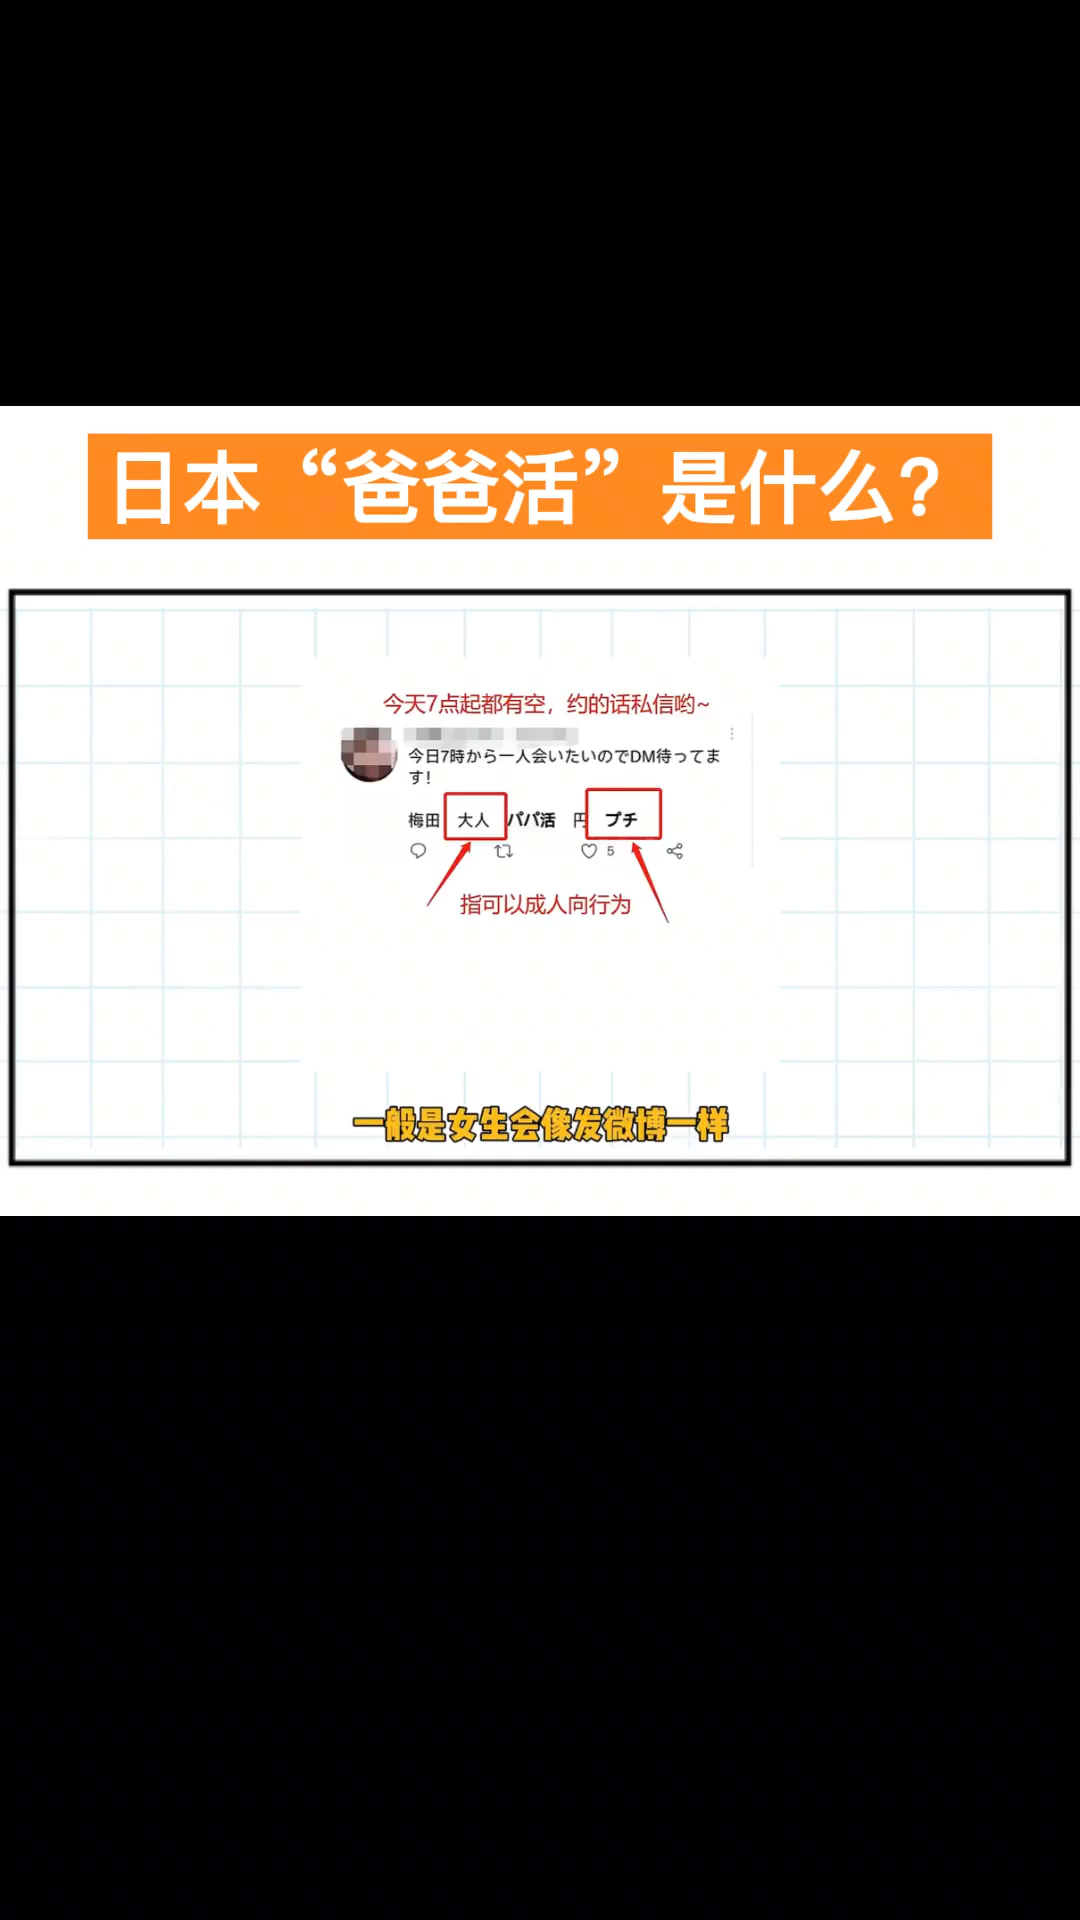 日本“爸爸活”是什么？
今天7点起都有空，约的话私信哟~
今日7時から一人会いたいのでDM待ってま
す！
梅田 大人 パパ活 円 プチ
5
指可以成人向行为
一般是女生会像发微博一样